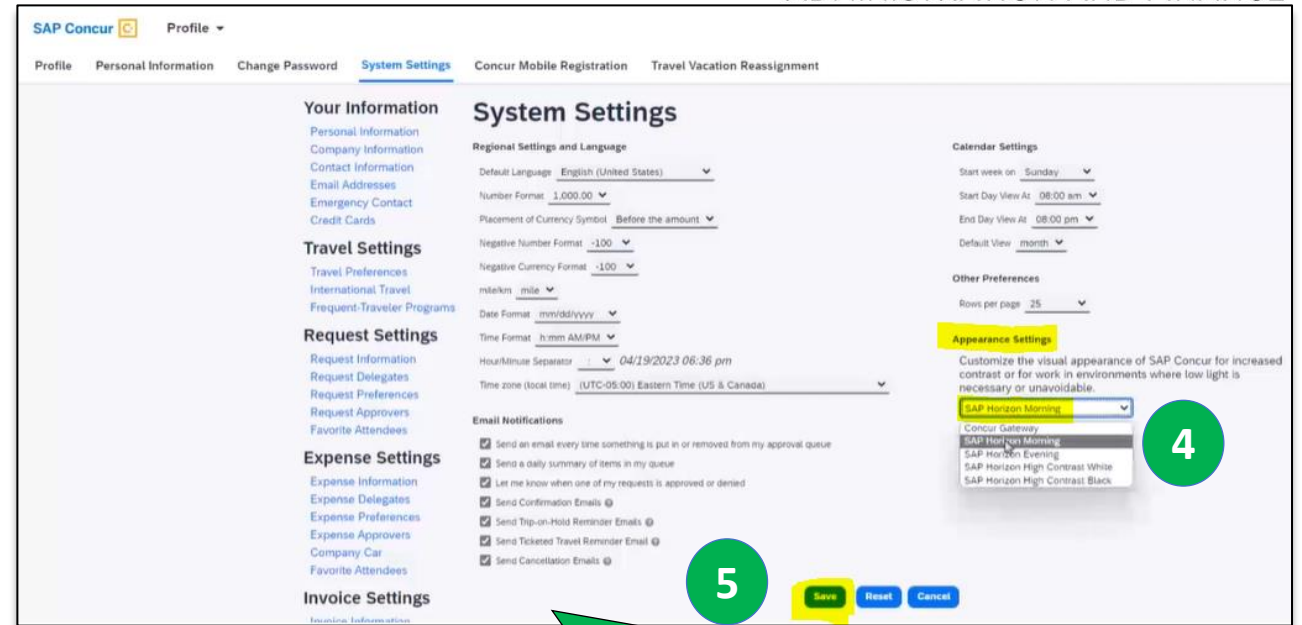 SAP Concur C Profile
Profile Personal Information Change Password System Settings Concur Mobile Registration Travel Vacation Reassignment
Your Information
Personal Information
Company Information
Contact Information
Email Addresses
Emergency Contact
Credit Cards
Travel Settings
Travel Preferences
International Travel
Frequent-Traveler Programs
Request Settings
Request Information
Request Delegates
Request Preferences
Request Approvers
Favorite Attendees
Expense Settings
Expense Information
Expense Delegates
Expense Preferences
Expense Approvers
Company Car
Favorite Attendees
Invoice Settings
Invoice Information
System Settings
Regional Settings and Language
Default Language English (United States)
Number Format 1,000.00
Placement of Currency Symbol Before the amount
Negative Number Format -100
Negative Currency Format -100
mile/km mile
Date Format mm/dd/yyyy
Time Format h:mm AM/PM
Hour/Minute Separator : 04/19/2023 06:36 pm
Time zone (local time) (UTC-05:00) Eastern Time (US & Canada)
Email Notifications
Send an email every time something is put in or removed from my approval queue
Send a daily summary of items in my queue
Let me know when one of my requests is approved or denied
Send Confirmation Emails
Send Trip-on-Hold Reminder Emails
Send Ticketed Travel Reminder Email
Send Cancellation Emails
Calendar Settings
Start week on Sunday
Start Day View At 08:00 am
End Day View At 08:00 pm
Default View month
Other Preferences
Rows per page 25
Appearance Settings
Customize the visual appearance of SAP Concur for increased
contrast or for work in environments where low light is
necessary or unavoidable.
SAP Horizon Morning
Concur Gateway
SAP Horizon Morning
SAP Horizon Evening
SAP Horizon High Contrast White
SAP Horizon High Contrast Black
4
5
Save Reset Cancel